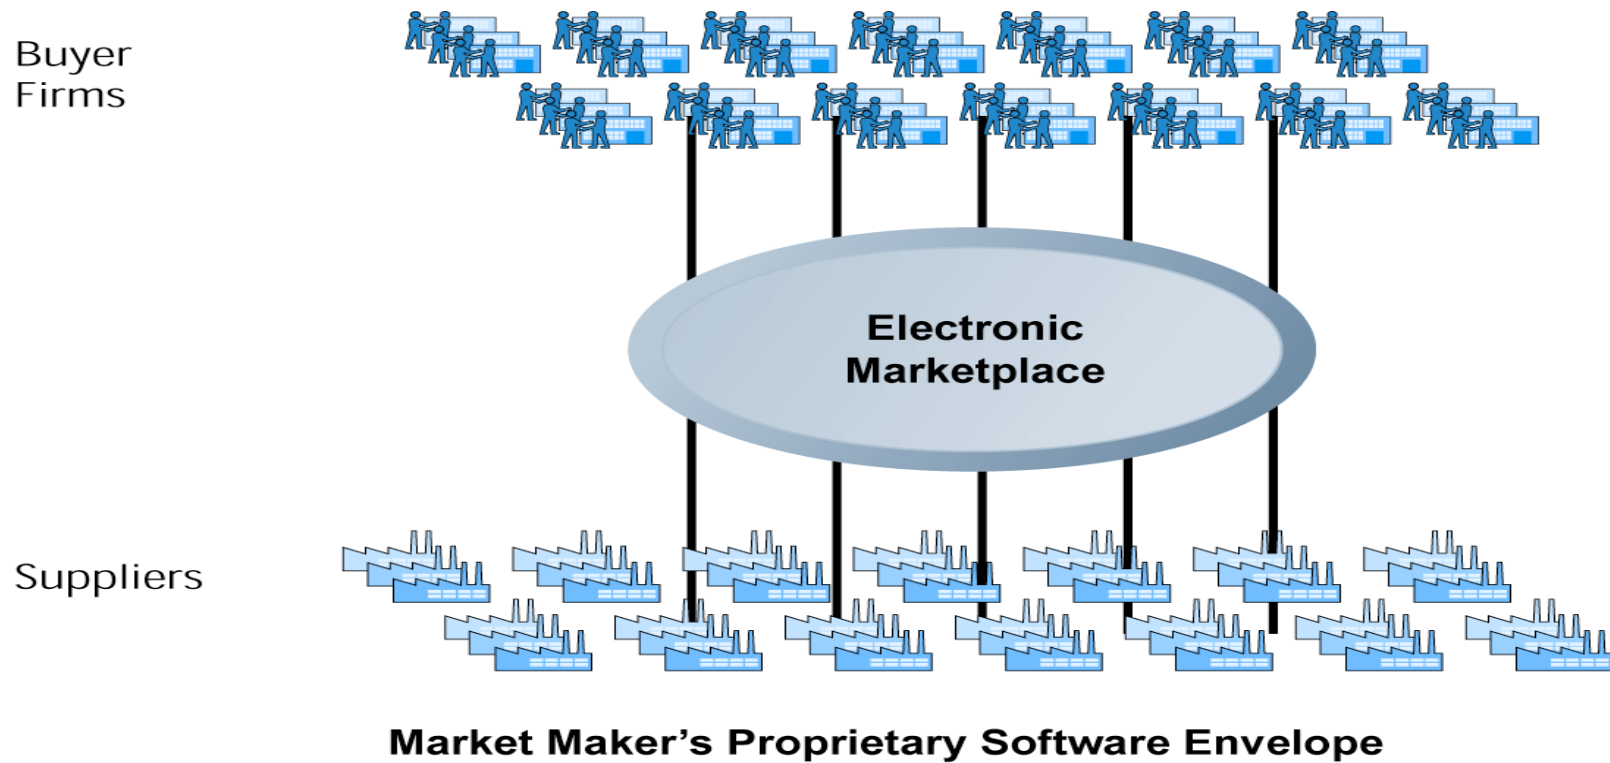 Buyer
Firms
Electronic
Marketplace
Suppliers
Market Maker’s Proprietary Software Envelope